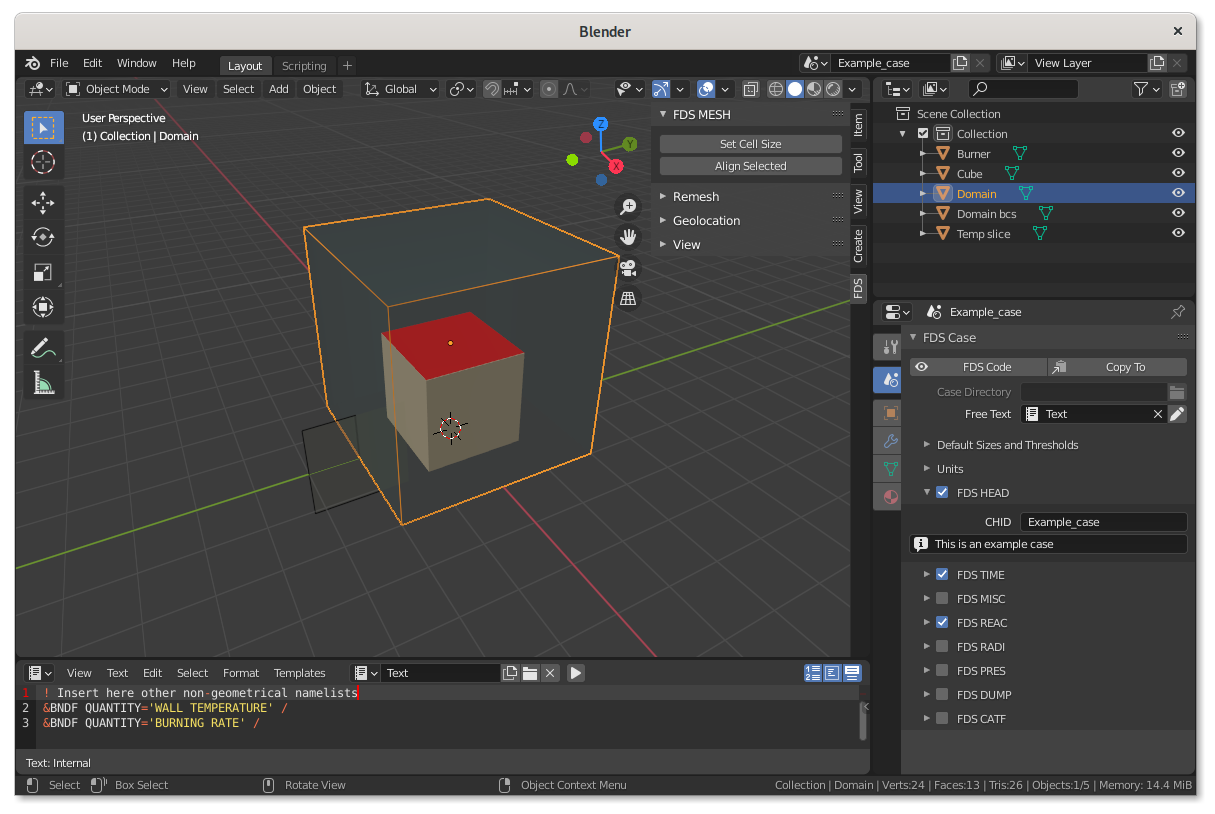 Blender
File Edit Window Help Layout Scripting + Example_case View Layer
Object Mode View Select Add Object Global
User Perspective
(1) Collection | Domain
Z
Y
X
FDS MESH
Set Cell Size
Align Selected
Remesh
Geolocation
View
Item
Tool
View
Create
FDS
Scene Collection
Collection
Burner
Cube
Domain
Domain bcs
Temp slice
Example_case
FDS Case
FDS Code Copy To
Case Directory
Free Text Text
Default Sizes and Thresholds
Units
FDS HEAD
CHID Example_case
This is an example case
FDS TIME
FDS MISC
FDS REAC
FDS RADI
FDS PRES
FDS DUMP
FDS CATF
View Text Edit Select Format Templates Text
1 ! Insert here other non-geometrical namelists
2 &BNDF QUANTITY='WALL TEMPERATURE' /
3 &BNDF QUANTITY='BURNING RATE' /
Text: Internal
Select Box Select Rotate View Object Context Menu Collection | Domain | Verts:24 | Faces:13 | Tris:26 | Objects:1/5 | Memory: 14.4 MiB